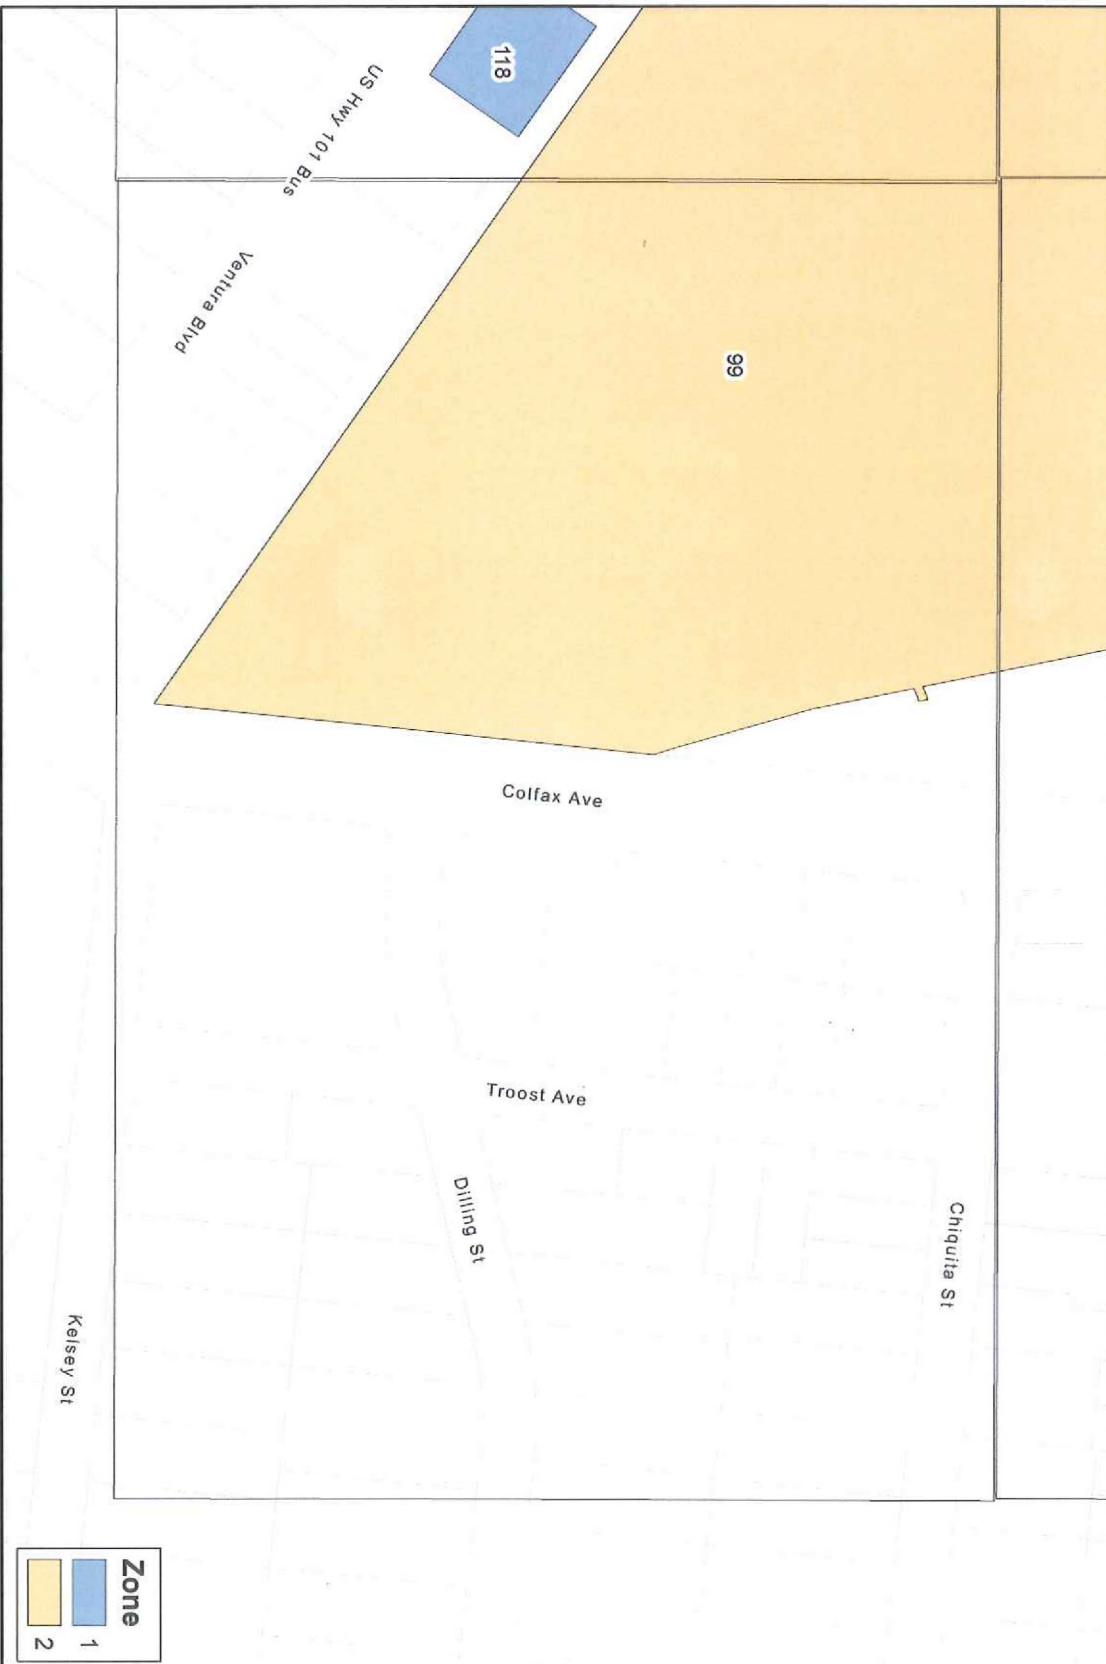 Chiquita St
99
Colfax Ave
Troost Ave
118
Dilling St
US Hwy 101 Bus
Ventura Blvd
Kelsey St
Zone
1
2